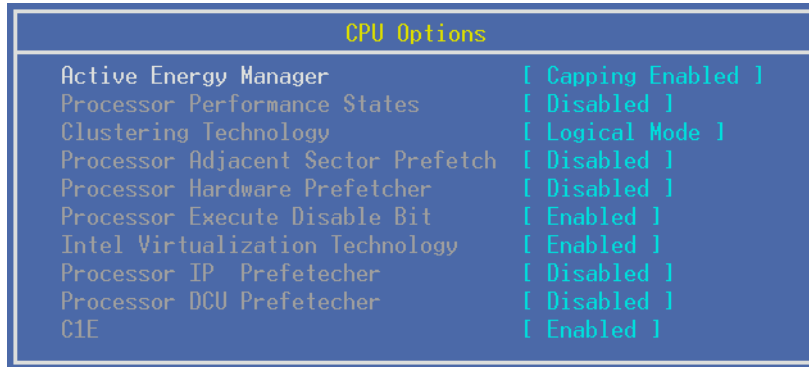 CPU Options
Active Energy Manager [ Capping Enabled ]
Processor Performance States [ Disabled ]
Clustering Technology [ Logical Mode ]
Processor Adjacent Sector Prefetch [ Disabled ]
Processor Hardware Prefetcher [ Disabled ]
Processor Execute Disable Bit [ Enabled ]
Intel Virtualization Technology [ Enabled ]
Processor IP  Prefetecher [ Disabled ]
Processor DCU Prefetecher [ Disabled ]
C1E [ Enabled ]